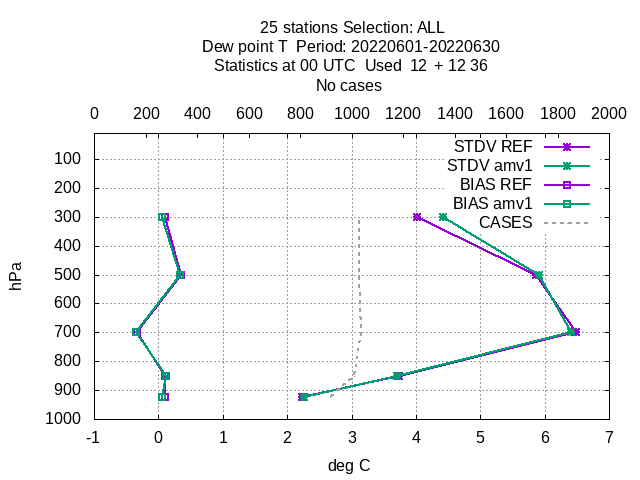 25 stations Selection: ALL
Dew point T  Period: 20220601-20220630
Statistics at 00 UTC  Used  12  + 12 36
No cases
0 200 400 600 800 1000 1200 1400 1600 1800 2000
STDV REF
STDV amv1
BIAS REF
BIAS amv1
CASES
100
200
300
400
500
600
700
800
900
1000
hPa
-1 0 1 2 3 4 5 6 7
deg C